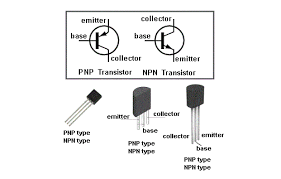 emitter
collector
base
base
collector
emitter
PNP Transistor
NPN Transistor
PNP type
NPN type
emitter
collector
base
PNP type
NPN type
collector
emitter
base
PNP type
NPN type